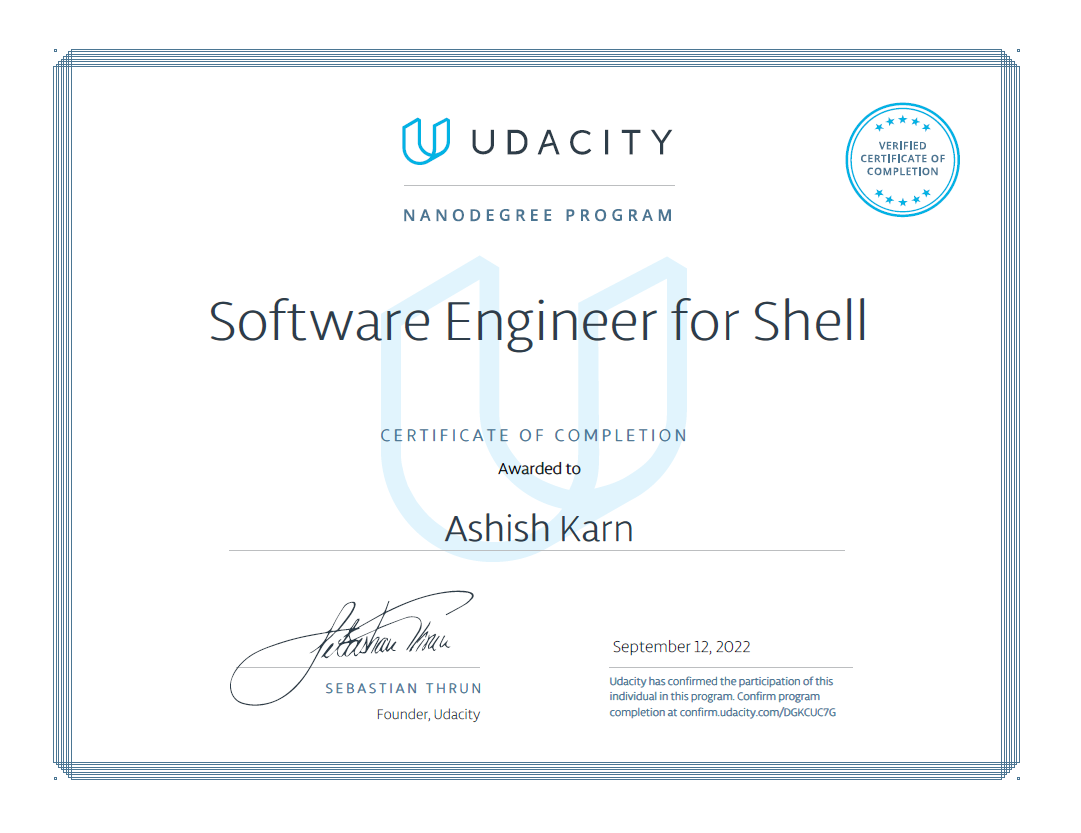 UDACITY
VERIFIED
CERTIFICATE OF
COMPLETION
NANODEGREE PROGRAM
Software Engineer for Shell
CERTIFICATE OF COMPLETION
Awarded to
Ashish Karn
Sebastian Thrun
SEBASTIAN THRUN
Founder, Udacity
September 12, 2022
Udacity has confirmed the participation of this
individual in this program. Confirm program
completion at confirm.udacity.com/DGKCUC7G